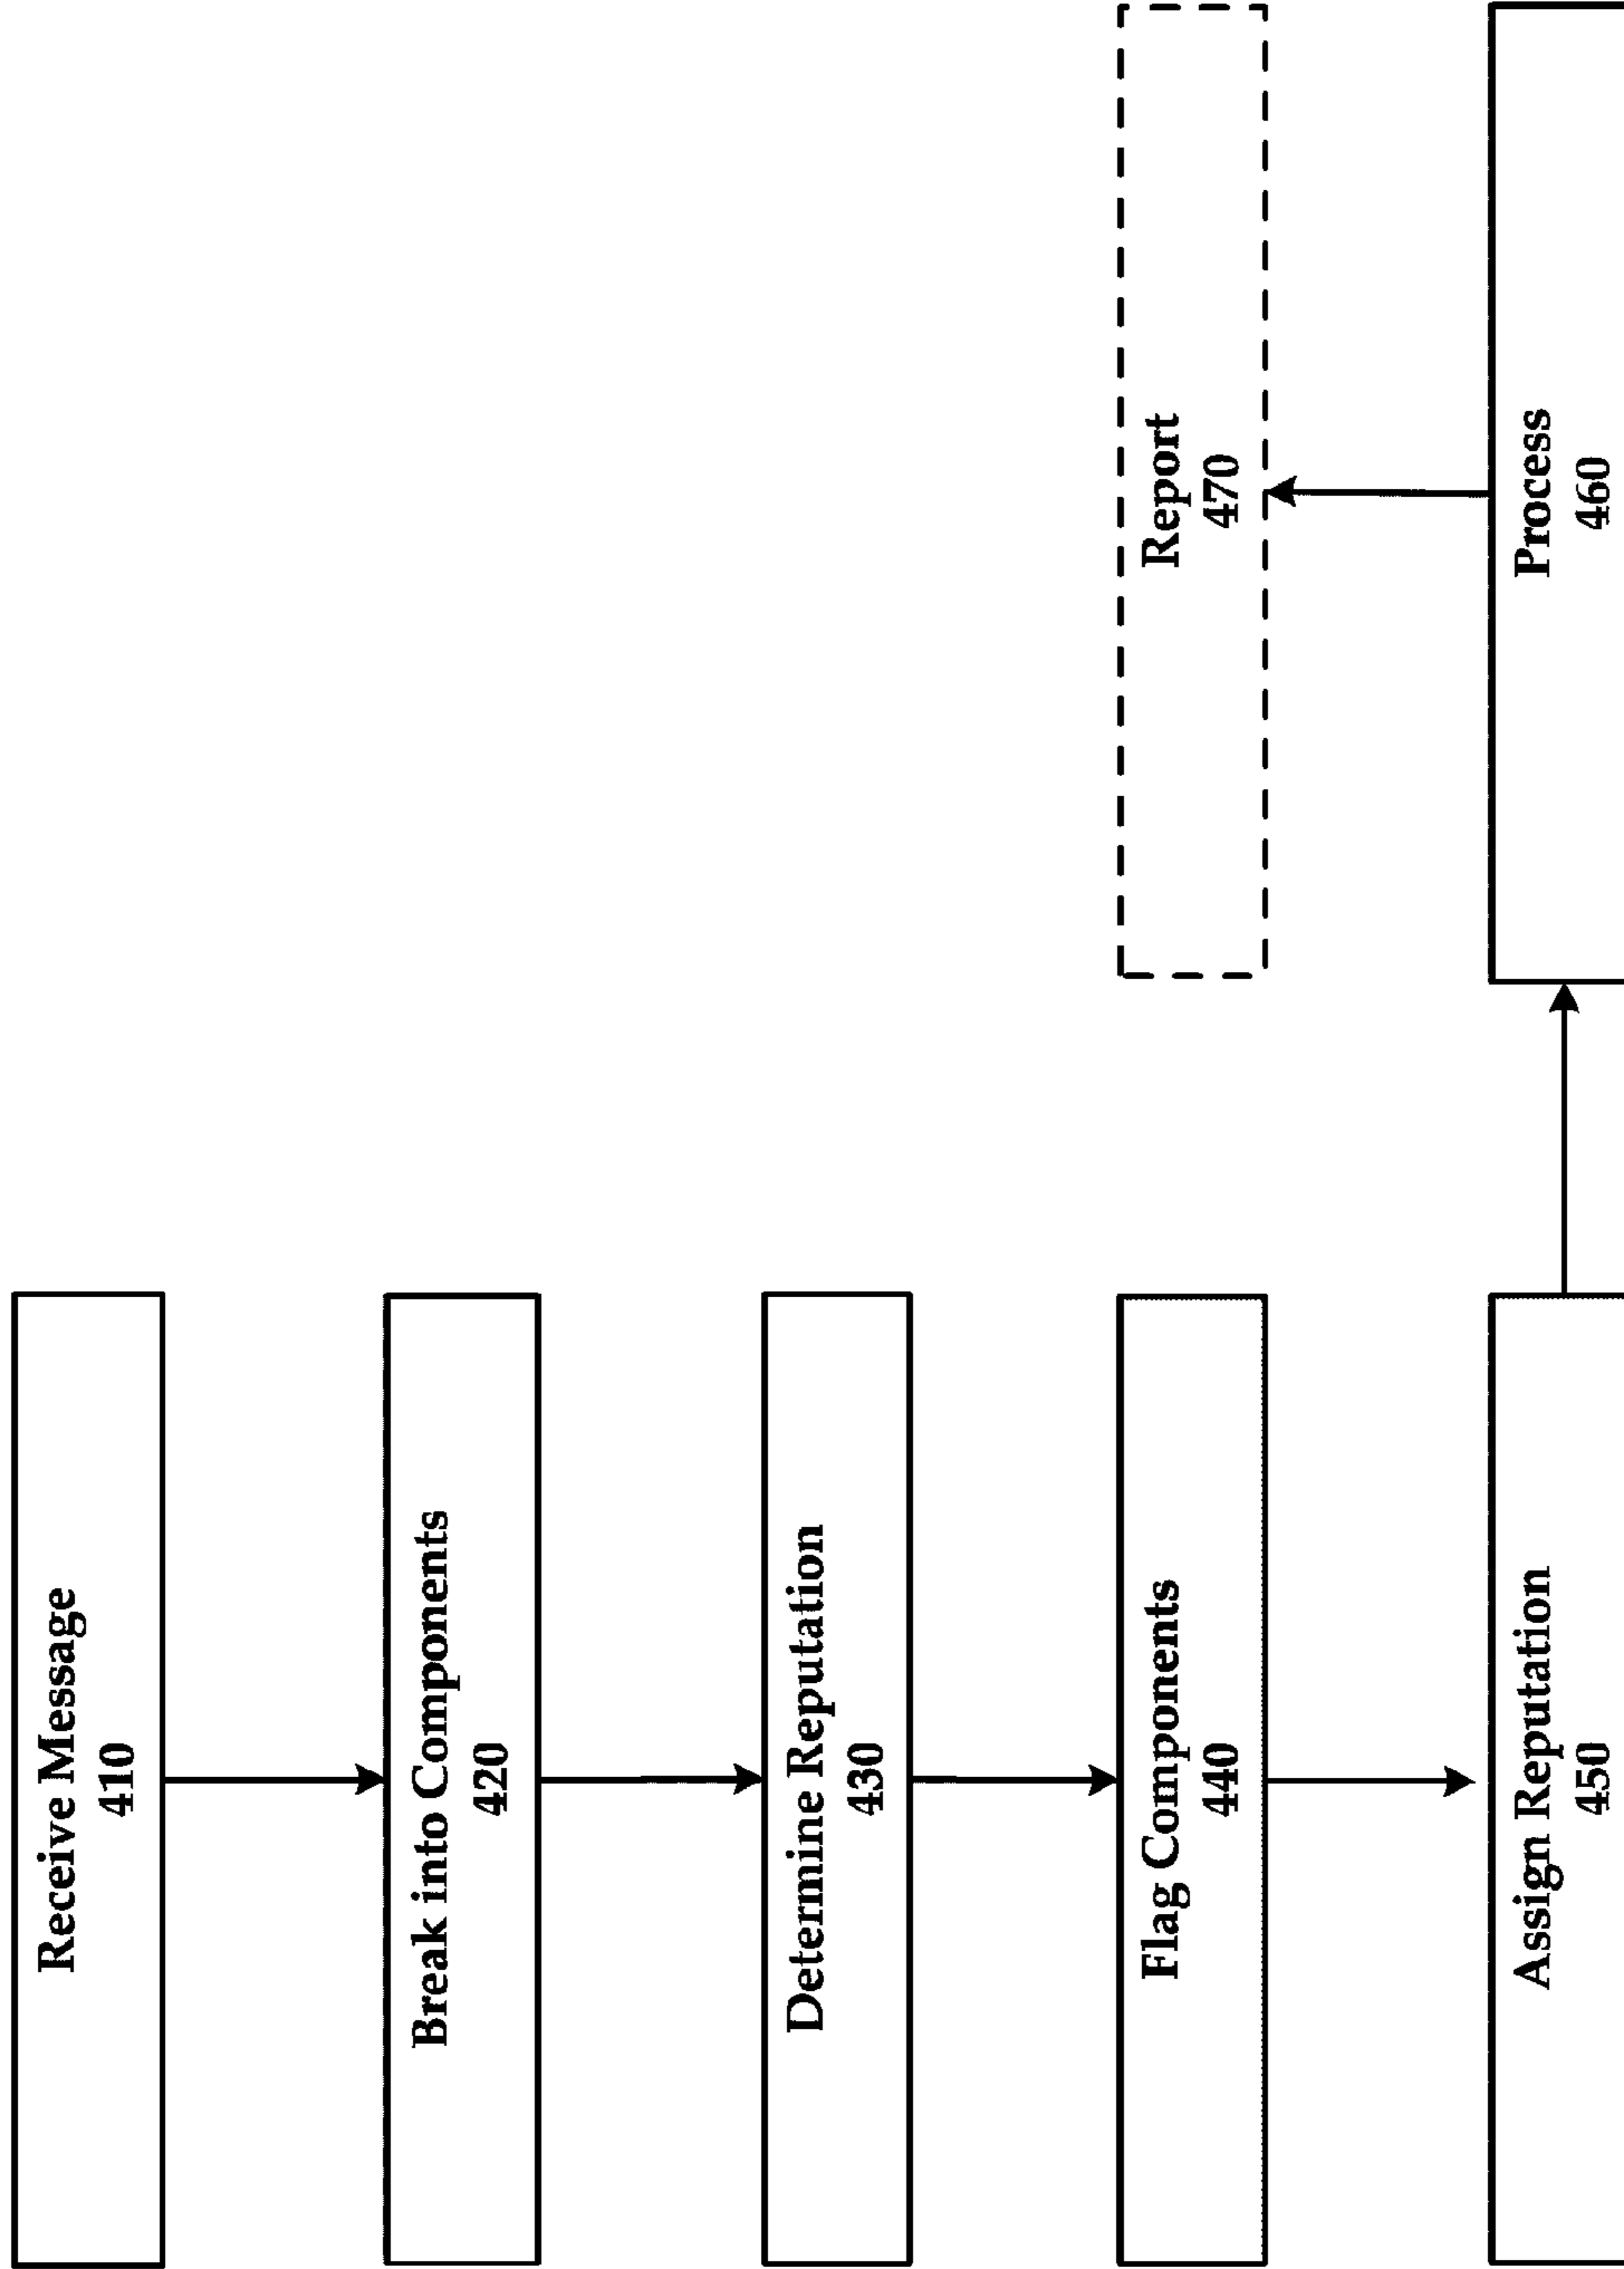 Receive Message
410
Break into Components
420
Determine Reputation
430
Flag Components
440
Assign Reputation
450
Process
460
Report
470